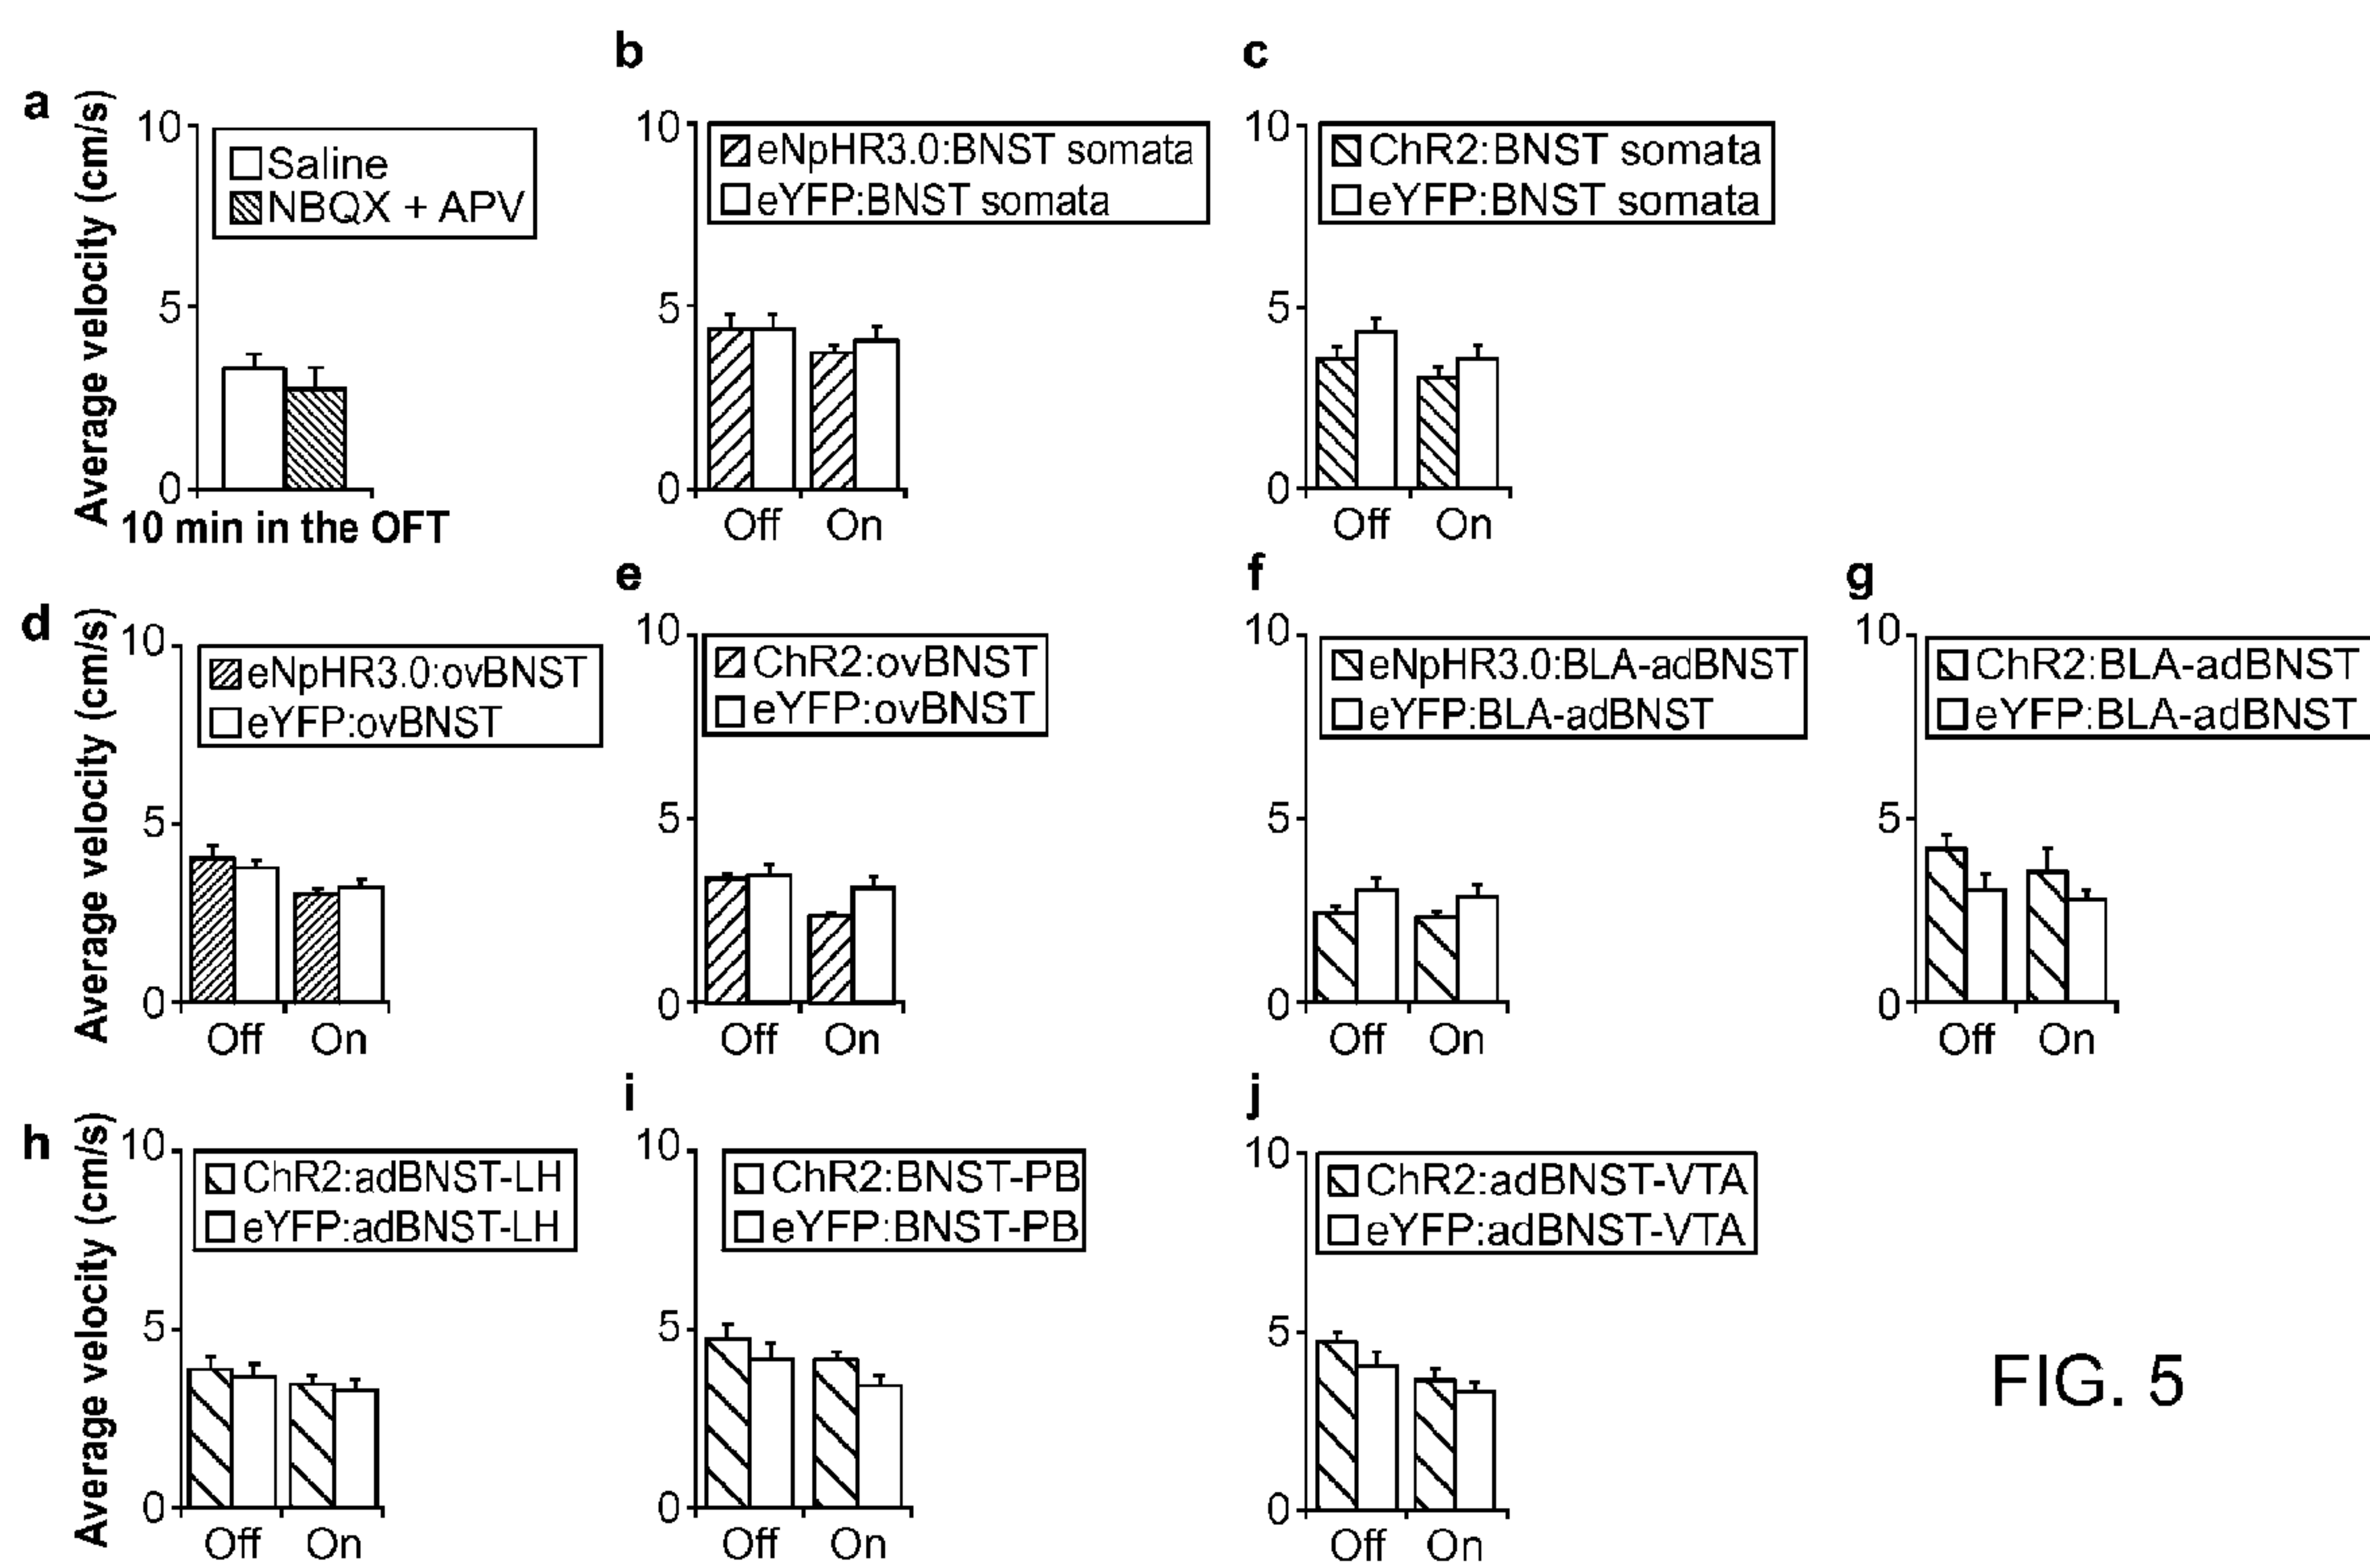 a
Average velocity (cm/s)
10
5
0
Saline
NBQX + APV
10 min in the OFT
b
10
5
0
eNpHR3.0:BNST somata
eYFP:BNST somata
Off On
c
10
5
0
ChR2:BNST somata
eYFP:BNST somata
Off On
d
Average velocity (cm/s)
10
5
0
eNpHR3.0:ovBNST
eYFP:ovBNST
Off On
e
10
5
0
ChR2:ovBNST
eYFP:ovBNST
Off On
f
10
5
0
eNpHR3.0:BLA-adBNST
eYFP:BLA-adBNST
Off On
g
10
5
0
ChR2:BLA-adBNST
eYFP:BLA-adBNST
Off On
h
Average velocity (cm/s)
10
5
0
ChR2:adBNST-LH
eYFP:adBNST-LH
Off On
i
10
5
0
ChR2:BNST-PB
eYFP:BNST-PB
Off On
j
10
5
0
ChR2:adBNST-VTA
eYFP:adBNST-VTA
Off On
FIG. 5